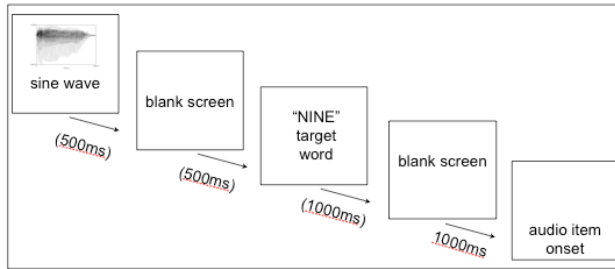 sine wave
(500ms)
blank screen
(500ms)
“NINE”
target
word
(1000ms)
blank screen
1000ms
audio item
onset